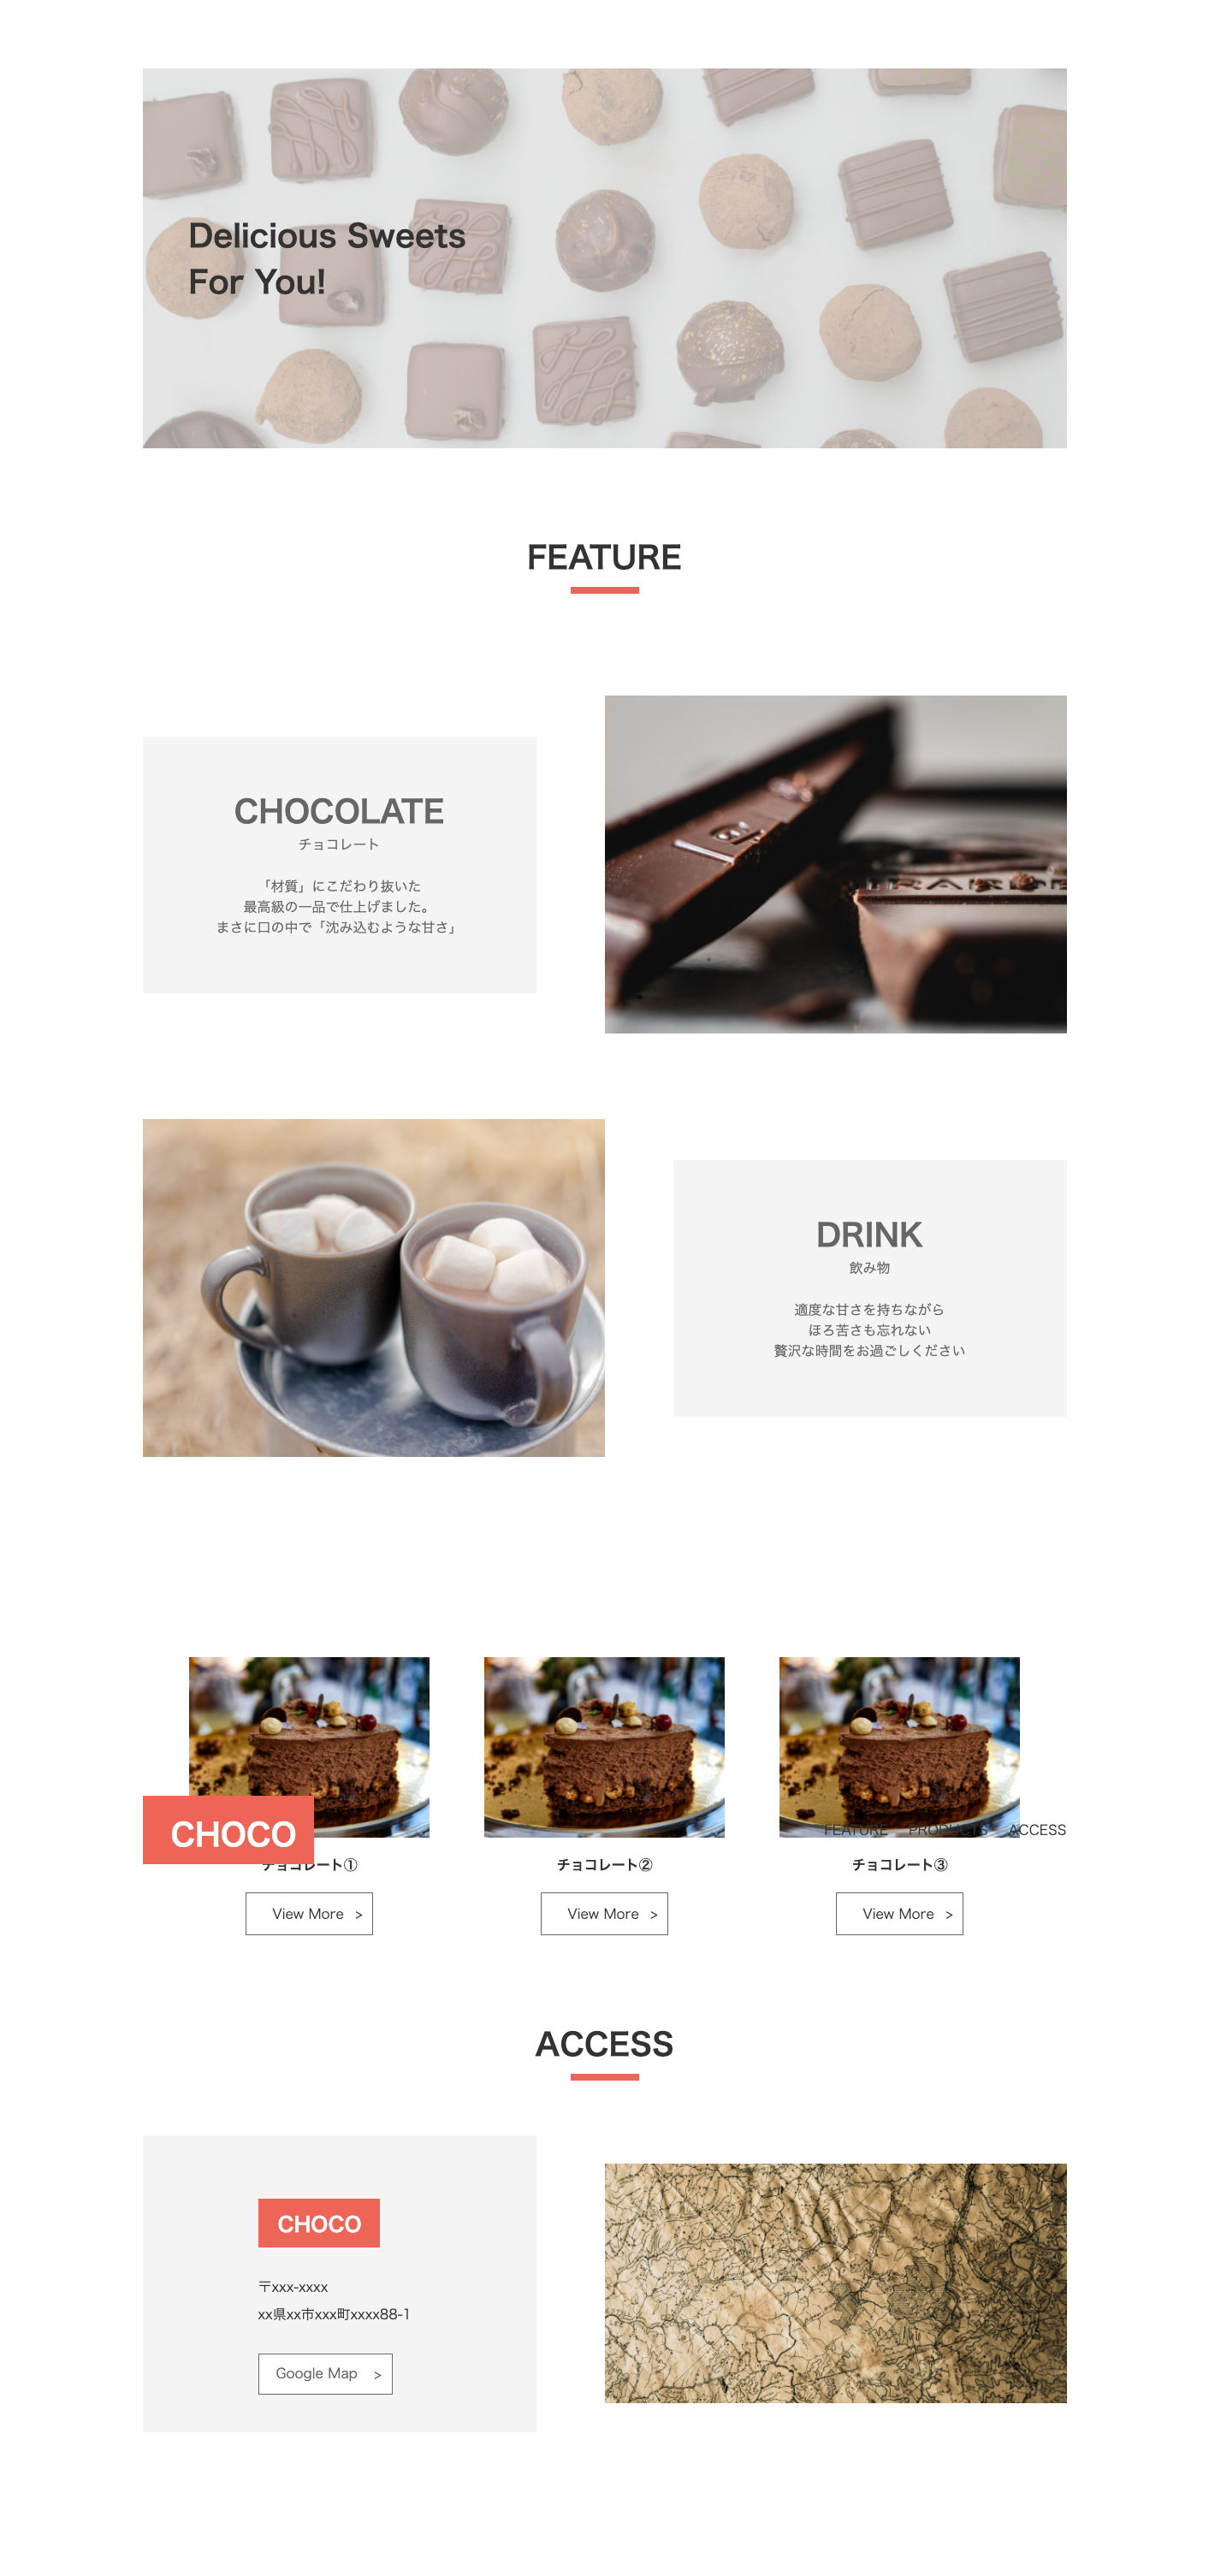 Delicious Sweets
For You!
FEATURE
CHOCOLATE
チョコレート
「材質」にこだわり抜いた
最高級の一品で仕上げました。
まさに口の中で「沈み込むような甘さ」
DRINK
飲み物
適度な甘さを持ちながら
ほろ苦さも忘れない
贅沢な時間をお過ごしください
CHOCO
FEATURE PRODUCTS ACCESS
チョコレート①
チョコレート②
チョコレート③
View More >
View More >
View More >
ACCESS
CHOCO
〒xxx-xxxx
xx県xx市xxx町xxxx88-1
Google Map >